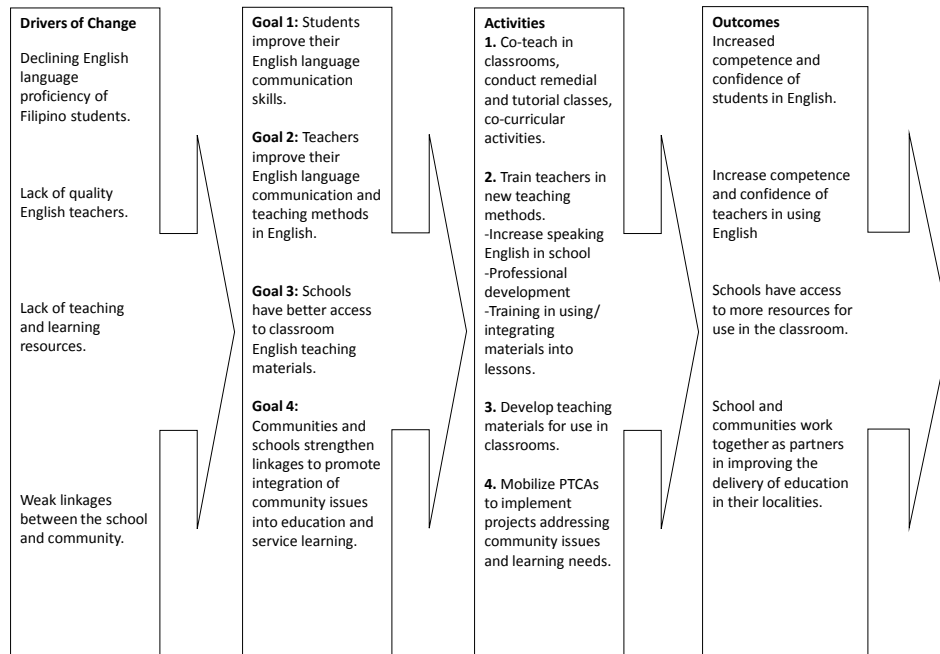 Drivers of Change
Declining English
language
proficiency of
Filipino students.
Lack of quality
English teachers.
Lack of teaching
and learning
resources.
Weak linkages
between the school
and community.
Goal 1: Students
improve their
English language
communication
skills.
Goal 2: Teachers
improve their
English language
communication and
teaching methods
in English.
Goal 3: Schools
have better access
to classroom
English teaching
materials.
Goal 4:
Communities and
schools strengthen
linkages to promote
integration of
community issues
into education and
service learning.
Activities
1. Co-teach in
classrooms,
conduct remedial
and tutorial classes,
co-curricular
activities.
2. Train teachers in
new teaching
methods.
-Increase speaking
English in school
-Professional
development
-Training in using/
integrating
materials into
lessons.
3. Develop teaching
materials for use in
classrooms.
4. Mobilize PTCAs
to implement
projects addressing
community issues
and learning needs.
Outcomes
Increased
competence and
confidence of
students in English.
Increase competence
and confidence of
teachers in using
English
Schools have access
to more resources for
use in the classroom.
School and
communities work
together as partners
in improving the
delivery of education
in their localities.